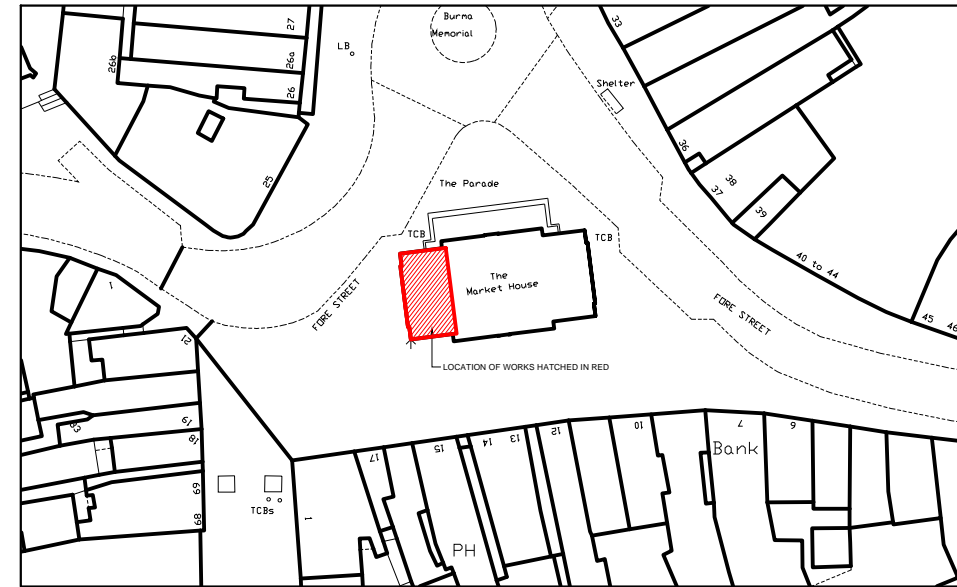 Burma
Memorial
33
27
26a
26b
26
LB
Shelter
25
36
37
38
39
The Parade
TCB
TCB
The
Market House
40 to 44
FORE STREET
FORE STREET
45
46
1
21
LOCATION OF WORKS HATCHED IN RED
19
18
83
69
68
TCBs
1
17
15
14
13
12
10
7
6
Bank
PH